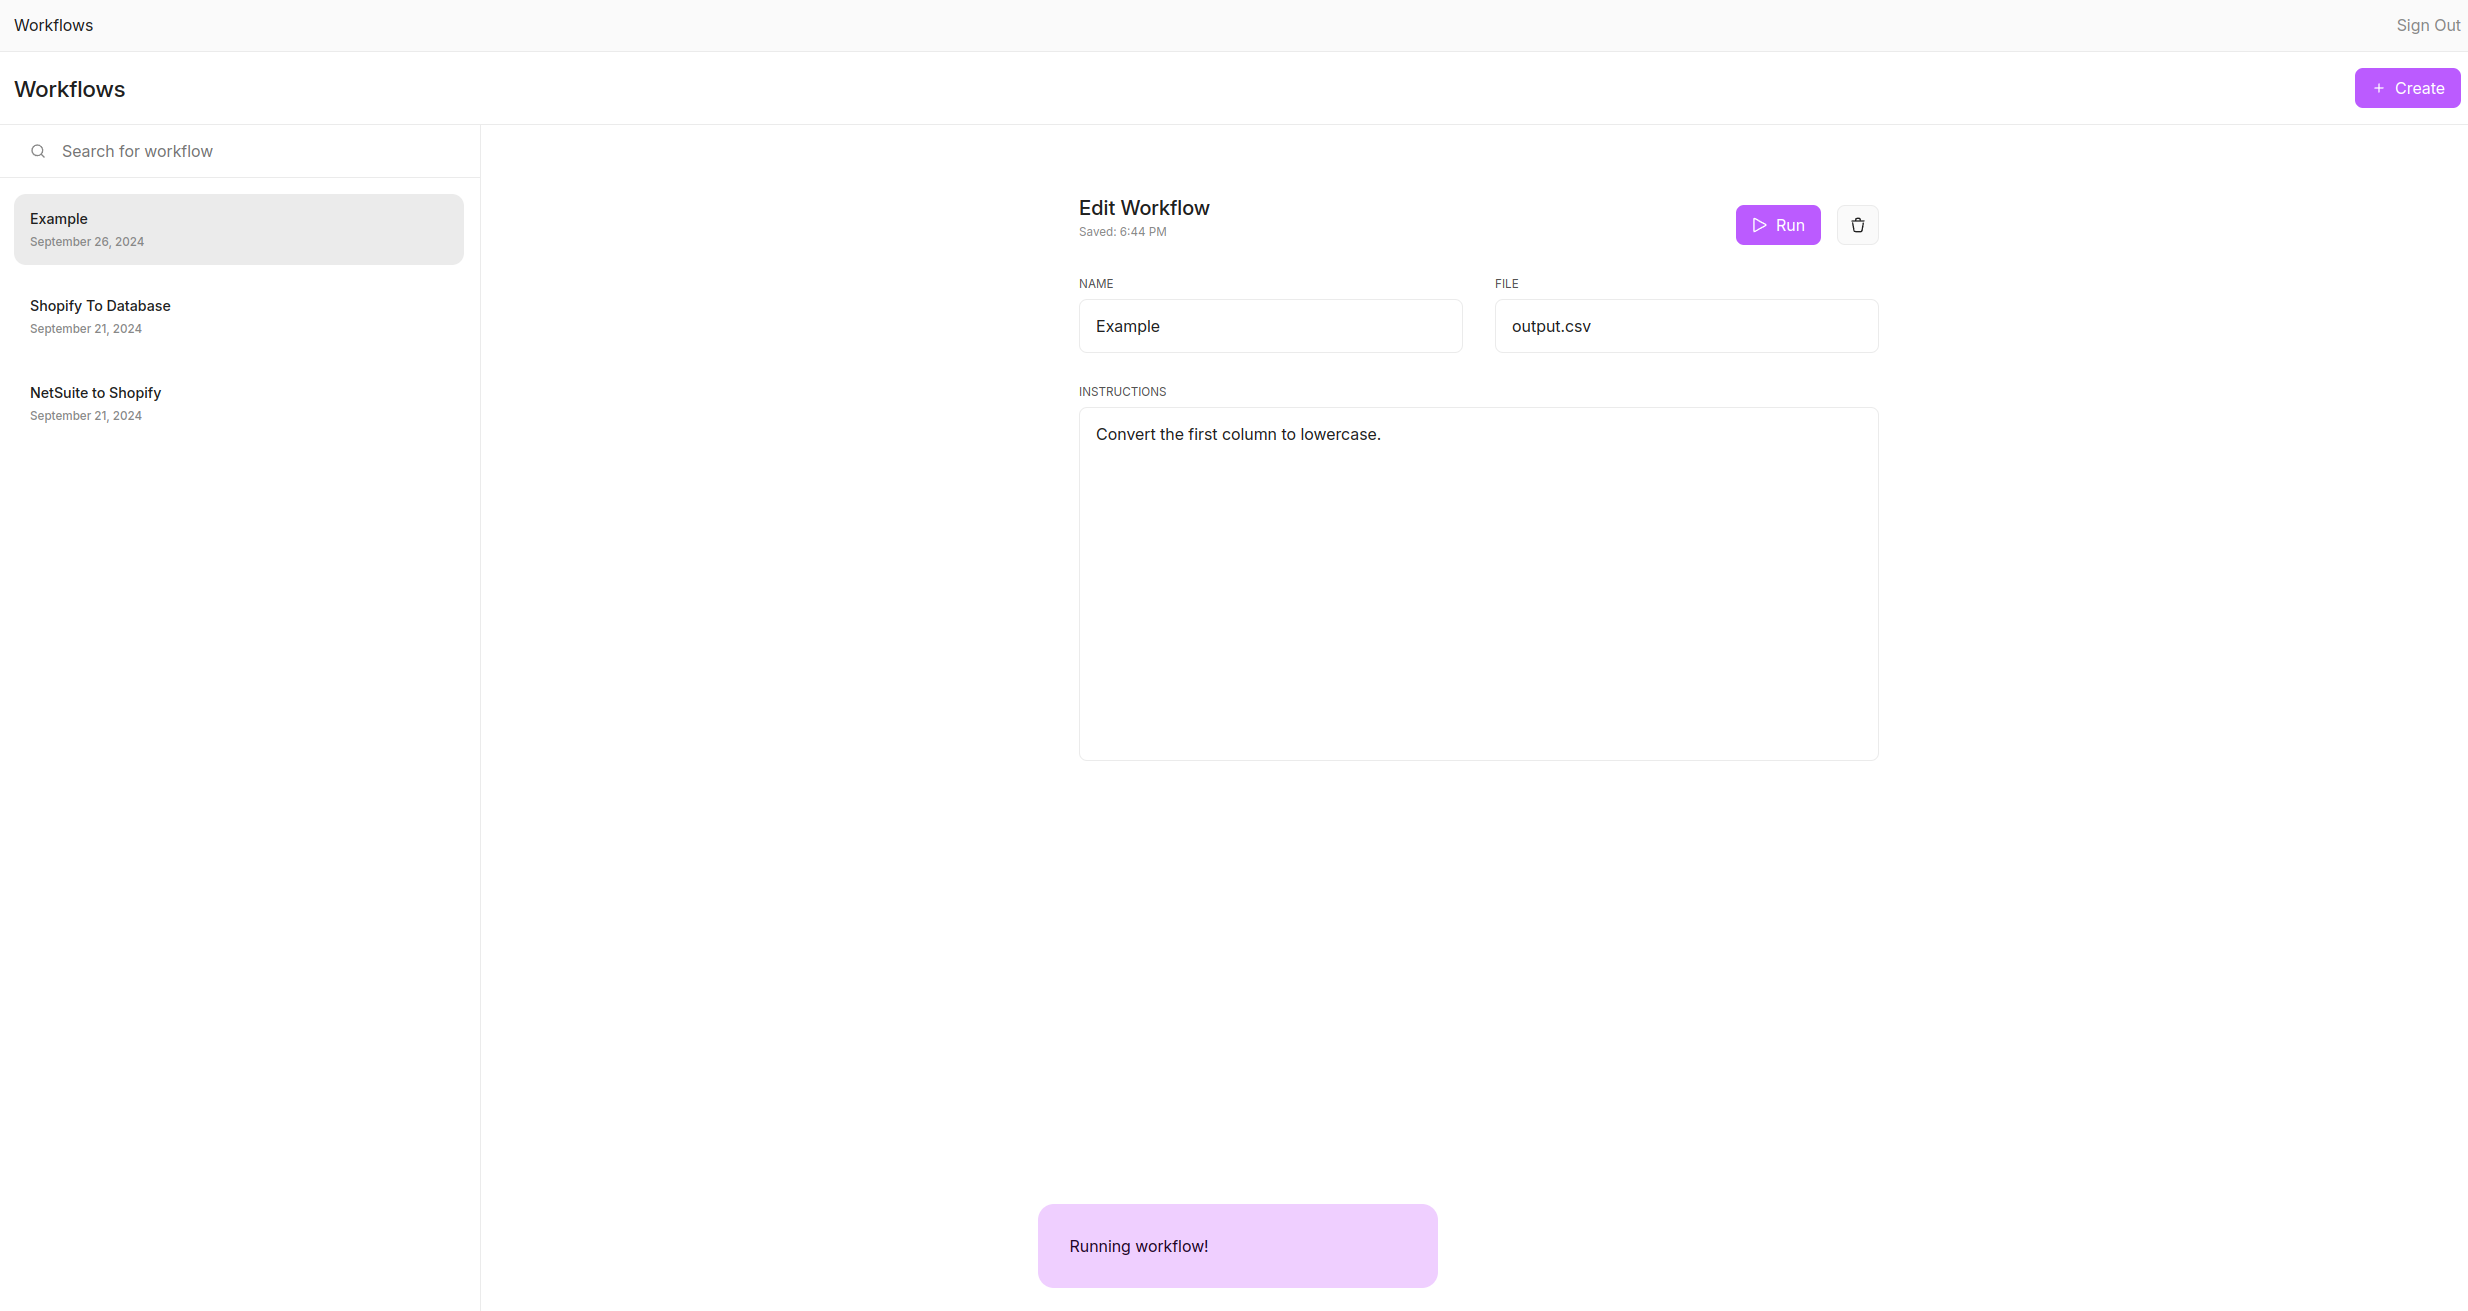 Workflows
Sign Out
Workflows
Create
Search for workflow
Example
September 26, 2024
Shopify To Database
September 21, 2024
NetSuite to Shopify
September 21, 2024
Edit Workflow
Saved: 6:44 PM
Run
NAME
FILE
Example
output.csv
INSTRUCTIONS
Convert the first column to lowercase.
Running workflow!